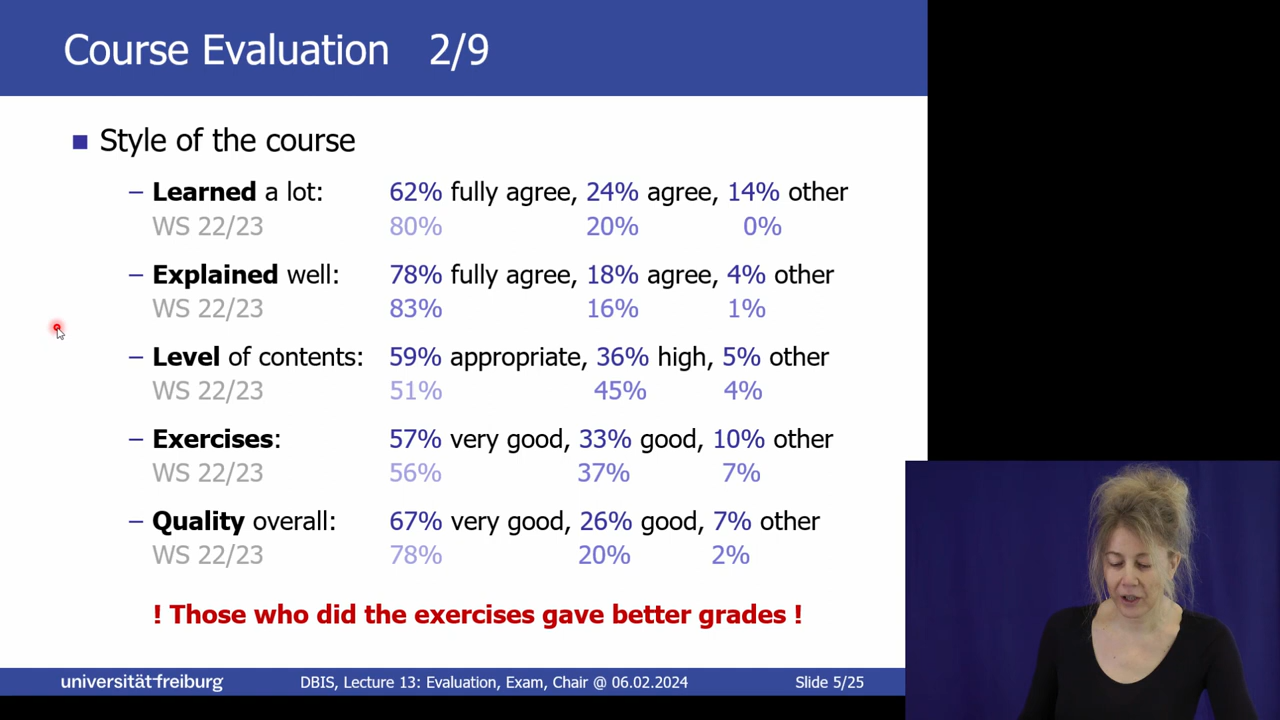 Course Evaluation 2/9
Style of the course
– Learned a lot: 62% fully agree, 24% agree, 14% other
WS 22/23 80% 20% 0%
– Explained well: 78% fully agree, 18% agree, 4% other
WS 22/23 83% 16% 1%
– Level of contents: 59% appropriate, 36% high, 5% other
WS 22/23 51% 45% 4%
– Exercises: 57% very good, 33% good, 10% other
WS 22/23 56% 37% 7%
– Quality overall: 67% very good, 26% good, 7% other
WS 22/23 78% 20% 2%
! Those who did the exercises gave better grades !
universität freiburg DBIS, Lecture 13: Evaluation, Exam, Chair @ 06.02.2024 Slide 5/25